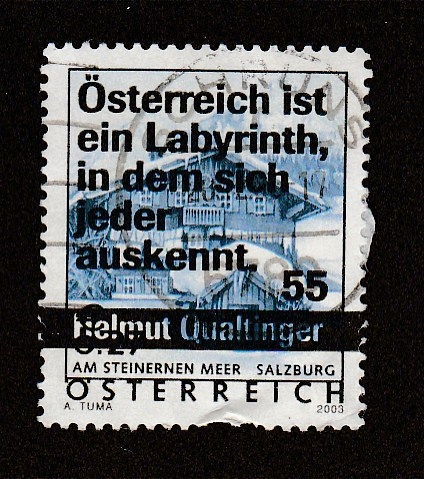 Österreich ist
ein Labyrinth,
in dem sich
jeder
auskennt.
55
Helmut Qualtinger
AM STEINERNEN MEER SALZBURG
ÖSTERREICH
A. TUMA 2003